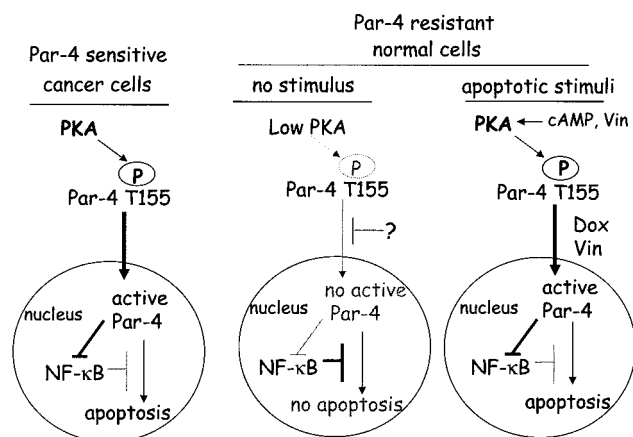 Par-4 sensitive
cancer cells
PKA
P
Par-4 T155
nucleus
active
Par-4
NF-κB
apoptosis
Par-4 resistant
normal cells
no stimulus
Low PKA
P
Par-4 T155
?
nucleus
no active
Par-4
NF-κB
no apoptosis
apoptotic stimuli
PKA
cAMP, Vin
P
Par-4 T155
Dox
Vin
nucleus
active
Par-4
NF-κB
apoptosis